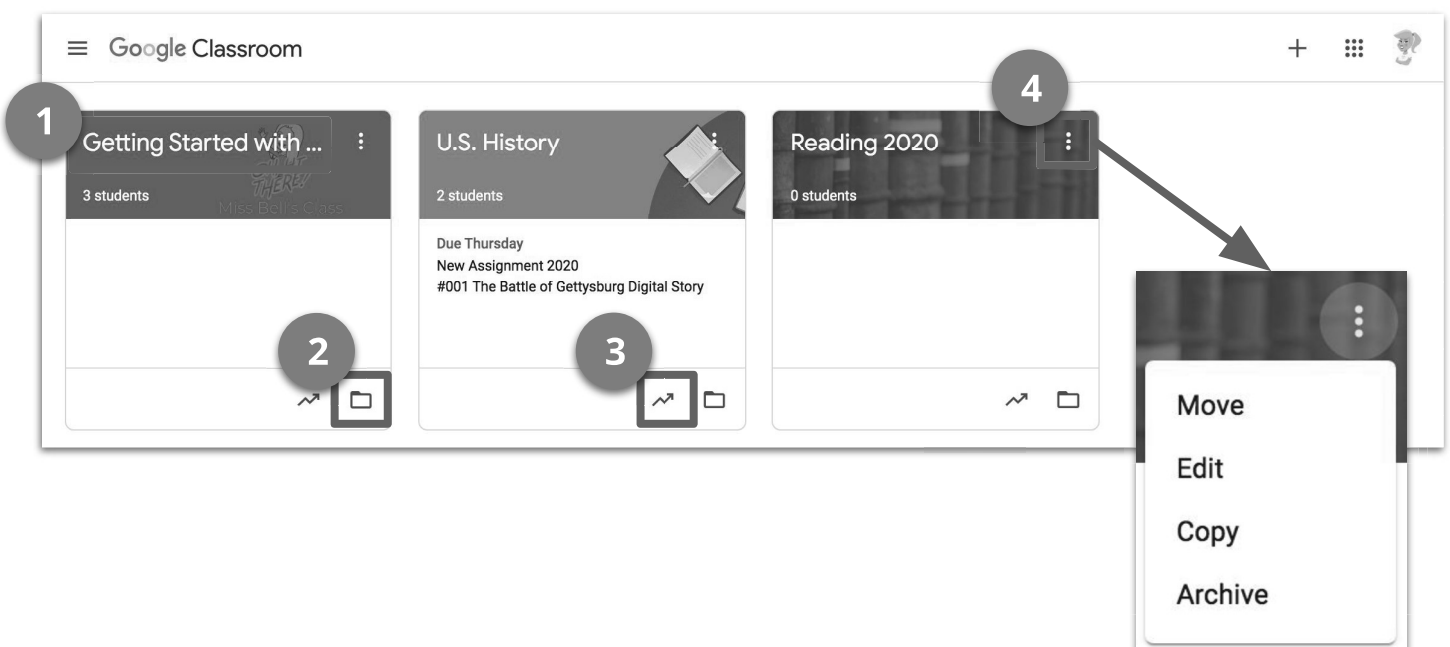 Google Classroom
1
Getting Started with ...
3 students
THERE!
Miss Bell's Class
2
U.S. History
2 students
Due Thursday
New Assignment 2020
#001 The Battle of Gettysburg Digital Story
3
Reading 2020
0 students
4
Move
Edit
Copy
Archive